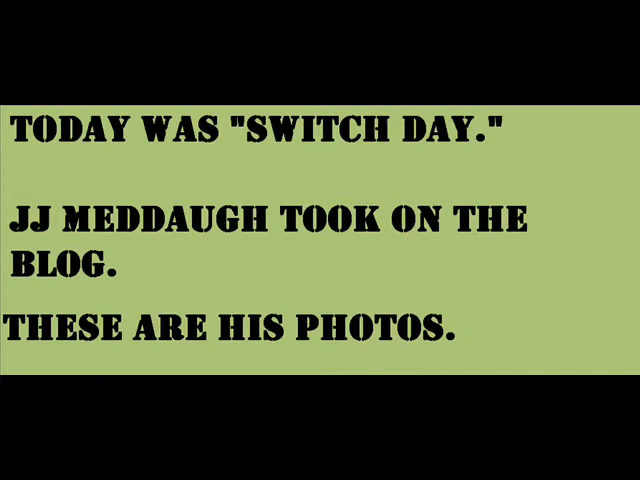 TODAY WAS "SWITCH DAY."
JJ MEDDAUGH TOOK ON THE
BLOG.
THESE ARE HIS PHOTOS.